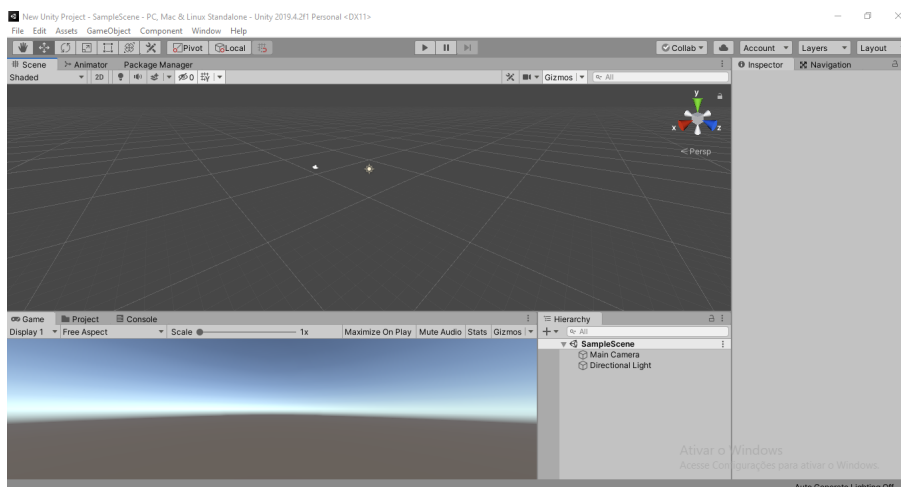 New Unity Project - SampleScene - PC, Mac & Linux Standalone - Unity 2019.4.2f1 Personal <DX11>
File Edit Assets GameObject Component Window Help
Pivot Local Collab Account Layers Layout
Scene Animator Package Manager Inspector Navigation
Shaded 2D 0 Gizmos All
y
x z
Persp
Game Project Console Hierarchy
Display 1 Free Aspect Scale 1x Maximize On Play Mute Audio Stats Gizmos All
SampleScene
Main Camera
Directional Light
Ativar o Windows
Acesse Configurações para ativar o Windows.
Auto Generate Lighting Off